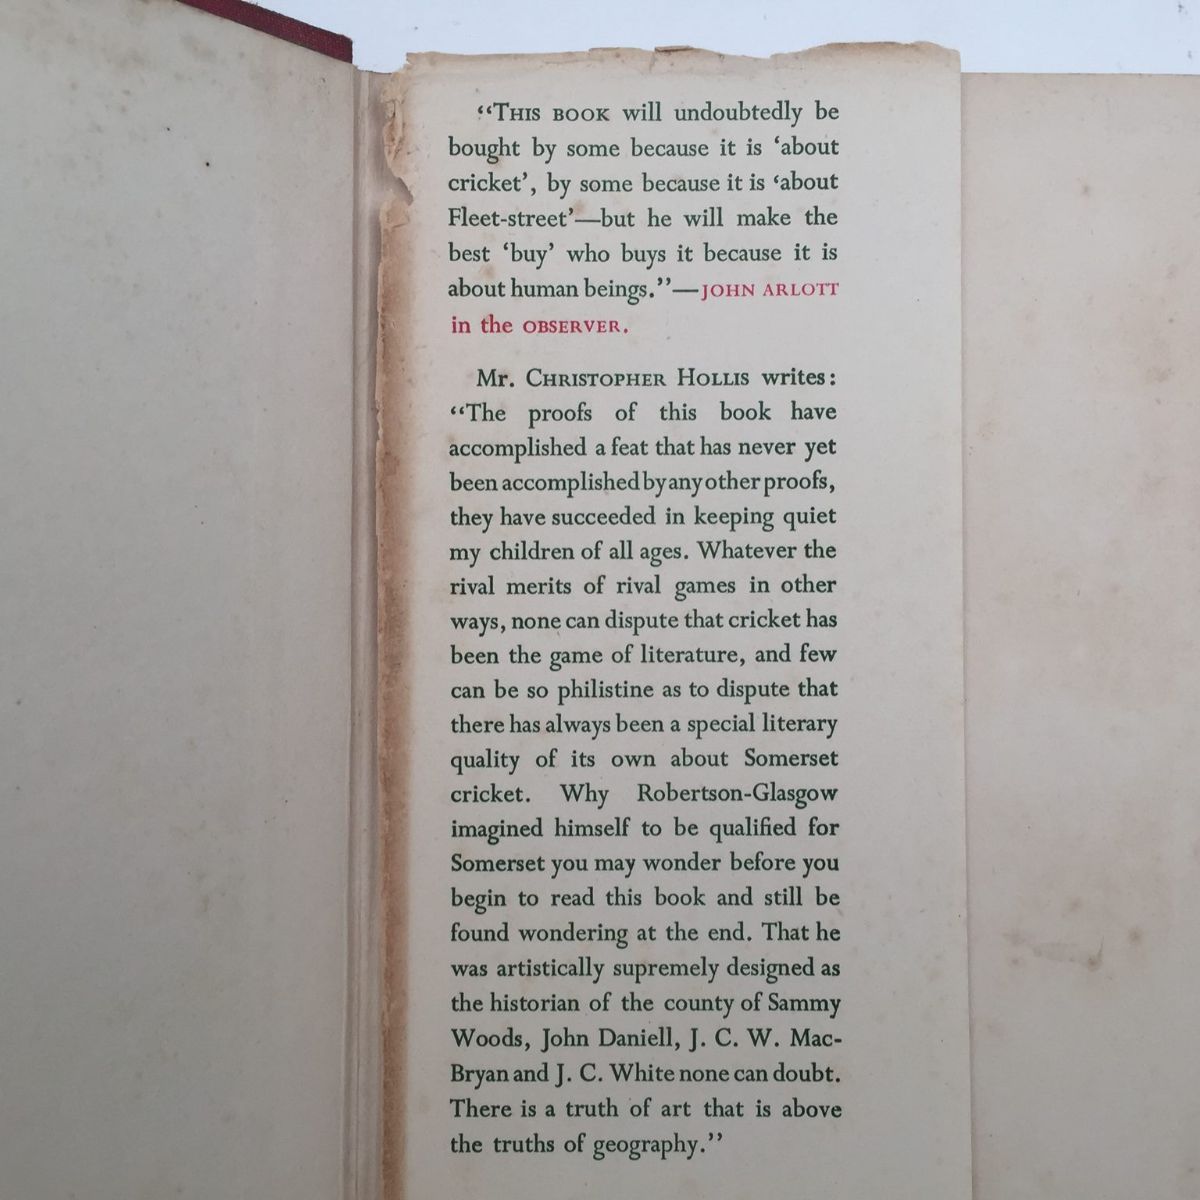 “THIS BOOK will undoubtedly be
bought by some because it is ‘about
cricket’, by some because it is ‘about
Fleet-street’—but he will make the
best ‘buy’ who buys it because it is
about human beings.”—JOHN ARLOTT
in the OBSERVER.
Mr. CHRISTOPHER HOLLIS writes:
“The proofs of this book have
accomplished a feat that has never yet
been accomplished by any other proofs,
they have succeeded in keeping quiet
my children of all ages. Whatever the
rival merits of rival games in other
ways, none can dispute that cricket has
been the game of literature, and few
can be so philistine as to dispute that
there has always been a special literary
quality of its own about Somerset
cricket. Why Robertson-Glasgow
imagined himself to be qualified for
Somerset you may wonder before you
begin to read this book and still be
found wondering at the end. That he
was artistically supremely designed as
the historian of the county of Sammy
Woods, John Daniell, J. C. W. Mac-
Bryan and J. C. White none can doubt.
There is a truth of art that is above
the truths of geography.”